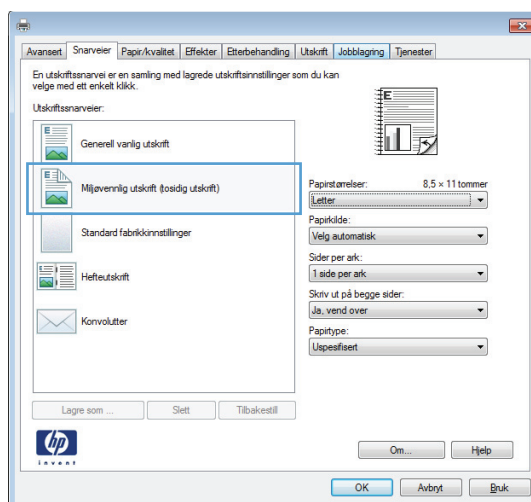 Avansert Snarveier Papir/kvalitet Effekter Etterbehandling Utskrift Jobblagring Tjenester
En utskriftssnarvei er en samling med lagrede utskriftsinnstillinger som du kan
velge med ett enkelt klikk.
Utskriftssnarveier:
Generell vanlig utskrift
Miljøvennlig utskrift (tosidig utskrift)
Standard fabrikkinnstillinger
Hefteutskrift
Konvolutter
Papirstørrelser: 8,5 × 11 tommer
Letter
Papirkilde:
Velg automatisk
Sider per ark:
1 side per ark
Skriv ut på begge sider:
Ja, vend over
Papirtype:
Uspesifisert
Lagre som ... Slett Tilbakestill
hp
invent
Om... Hjelp
OK Avbryt Bruk